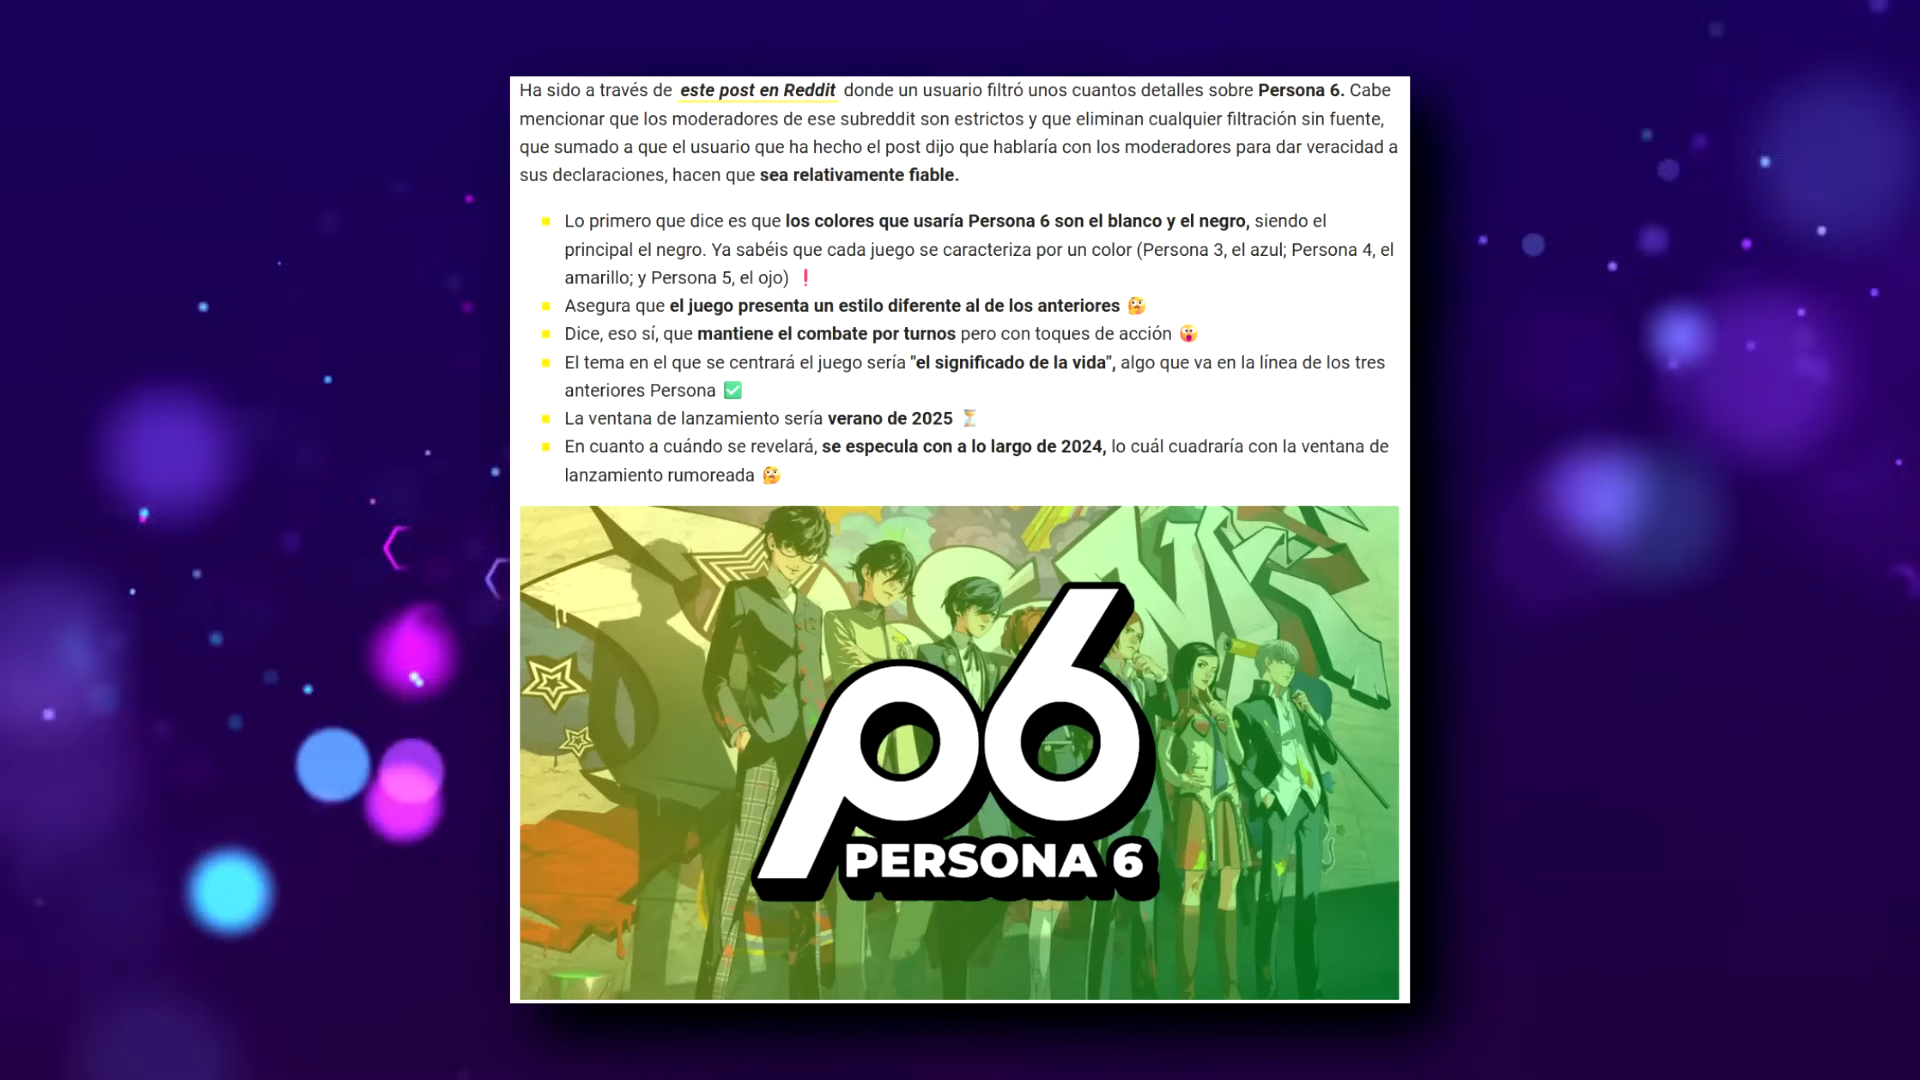 Ha sido a través de este post en Reddit donde un usuario filtró unos cuantos detalles sobre Persona 6. Cabe
mencionar que los moderadores de ese subreddit son estrictos y que eliminan cualquier filtración sin fuente,
que sumado a que el usuario que ha hecho el post dijo que hablaría con los moderadores para dar veracidad a
sus declaraciones, hacen que sea relativamente fiable.
Lo primero que dice es que los colores que usaría Persona 6 son el blanco y el negro, siendo el
principal el negro. Ya sabéis que cada juego se caracteriza por un color (Persona 3, el azul; Persona 4, el
amarillo; y Persona 5, el ojo) ❗
Asegura que el juego presenta un estilo diferente al de los anteriores 🤔
Dice, eso sí, que mantiene el combate por turnos pero con toques de acción 😲
El tema en el que se centrará el juego sería "el significado de la vida", algo que va en la línea de los tres
anteriores Persona ✅
La ventana de lanzamiento sería verano de 2025 ⏳
En cuanto a cuándo se revelará, se especula con a lo largo de 2024, lo cuál cuadraría con la ventana de
lanzamiento rumoreada 🤔
P6
PERSONA 6